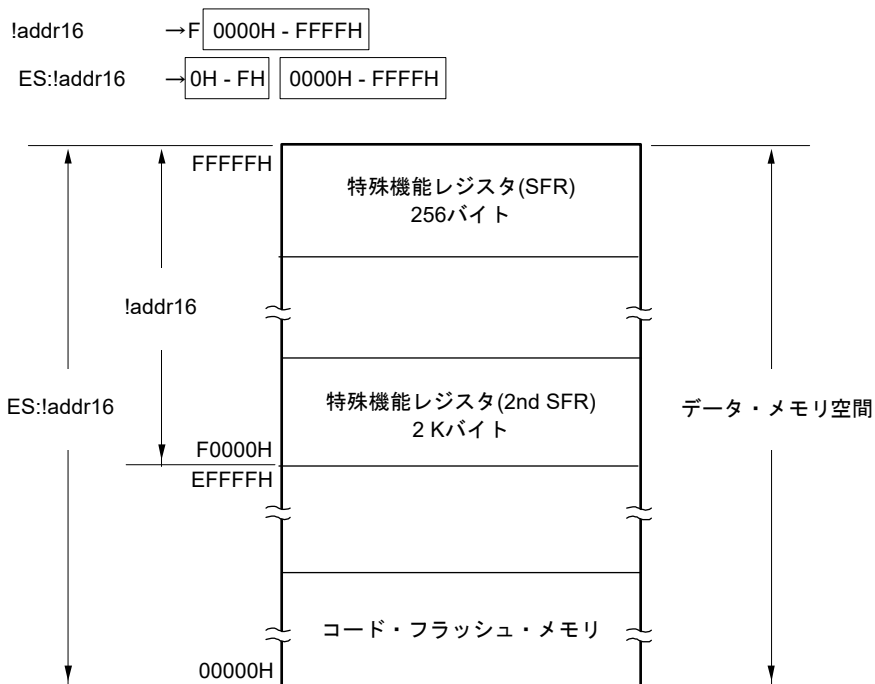 !addr16 →F 0000H - FFFFH
ES:!addr16 →0H - FH 0000H - FFFFH
FFFFFH
特殊機能レジスタ(SFR)
256バイト
!addr16
ES:!addr16
特殊機能レジスタ(2nd SFR)
2 Kバイト
データ・メモリ空間
F0000H
EFFFFH
コード・フラッシュ・メモリ
00000H